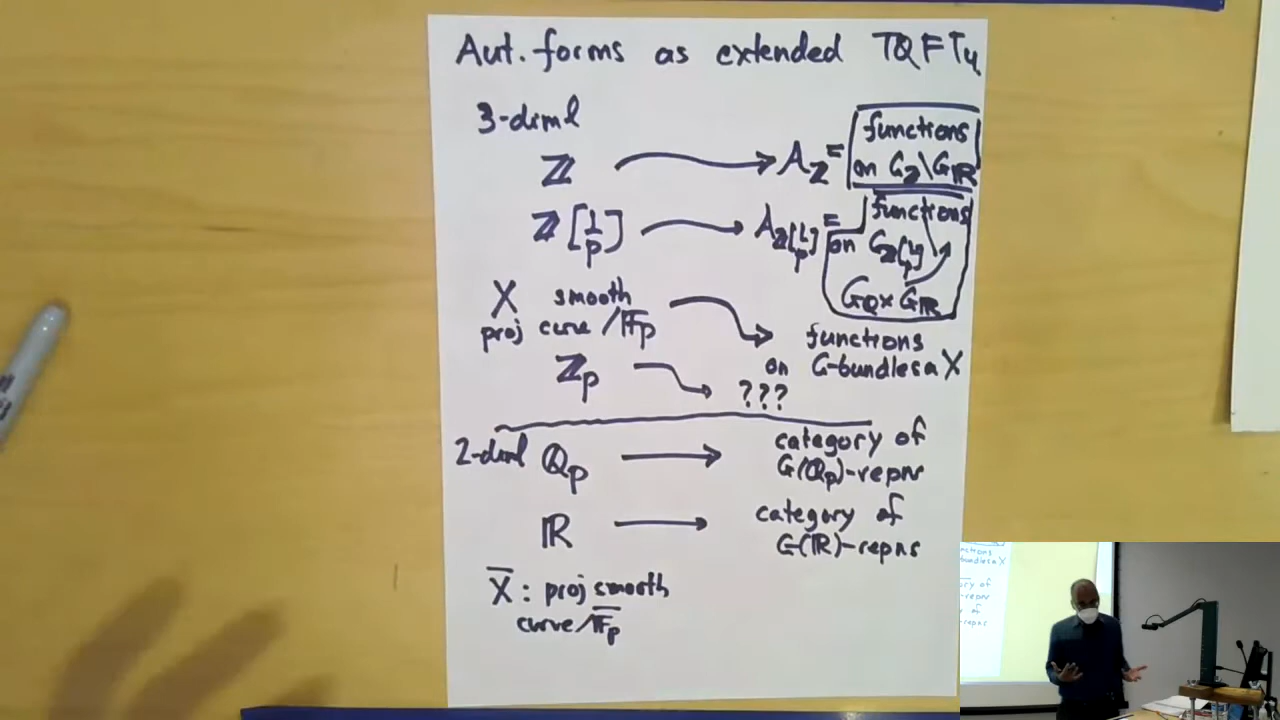 Aut. forms as extended TQFT4
3-diml
ℤ → A_ℤ = functions on G_ℤ\G_ℝ
ℤ[1/p] → A_ℤ[1/p] = functions on G_ℤ[1/p]
G_Q × G_ℝ
X smooth proj curve /𝔽p → functions on G-bundles on X
ℤp → ???
2-diml ℚp → category of G(ℚp)-repns
ℝ → category of G(ℝ)-repns
X̄ : proj smooth
curve /𝔽̄p